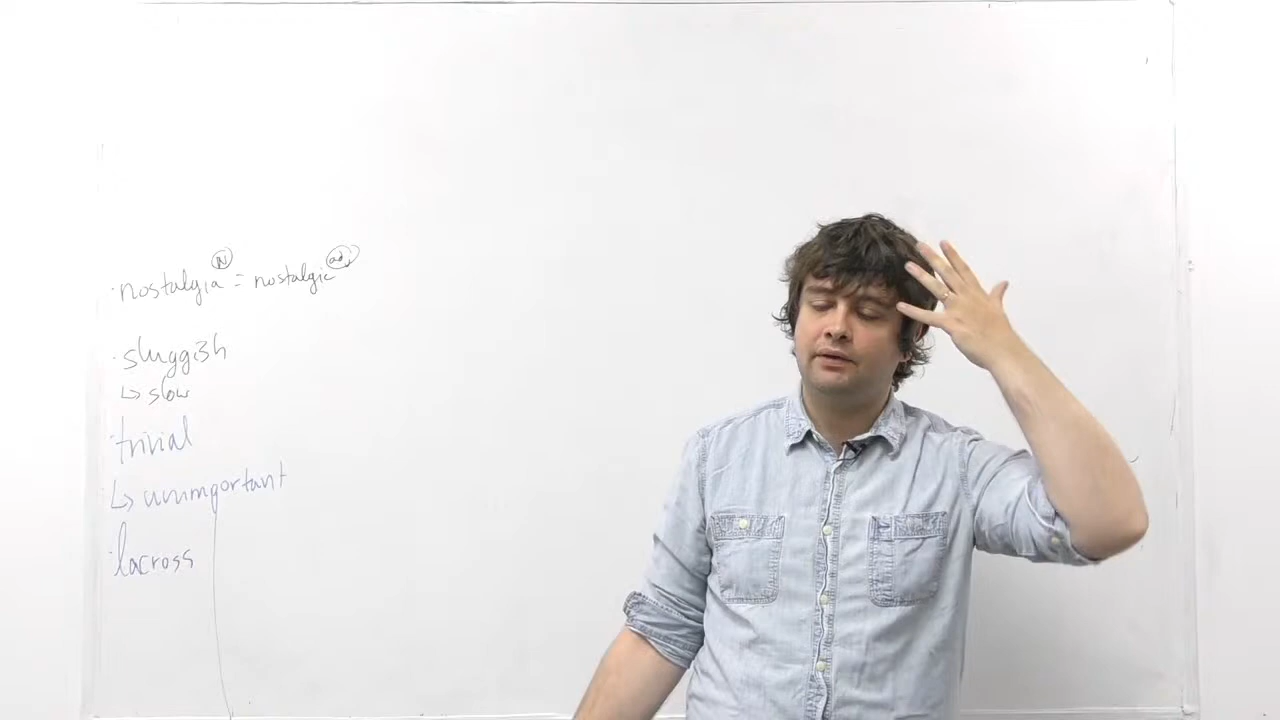 · nostalgia (N) = nostalgic (adj)
· sluggish
↳ slow
· trivial
↳ unimportant
· lacross